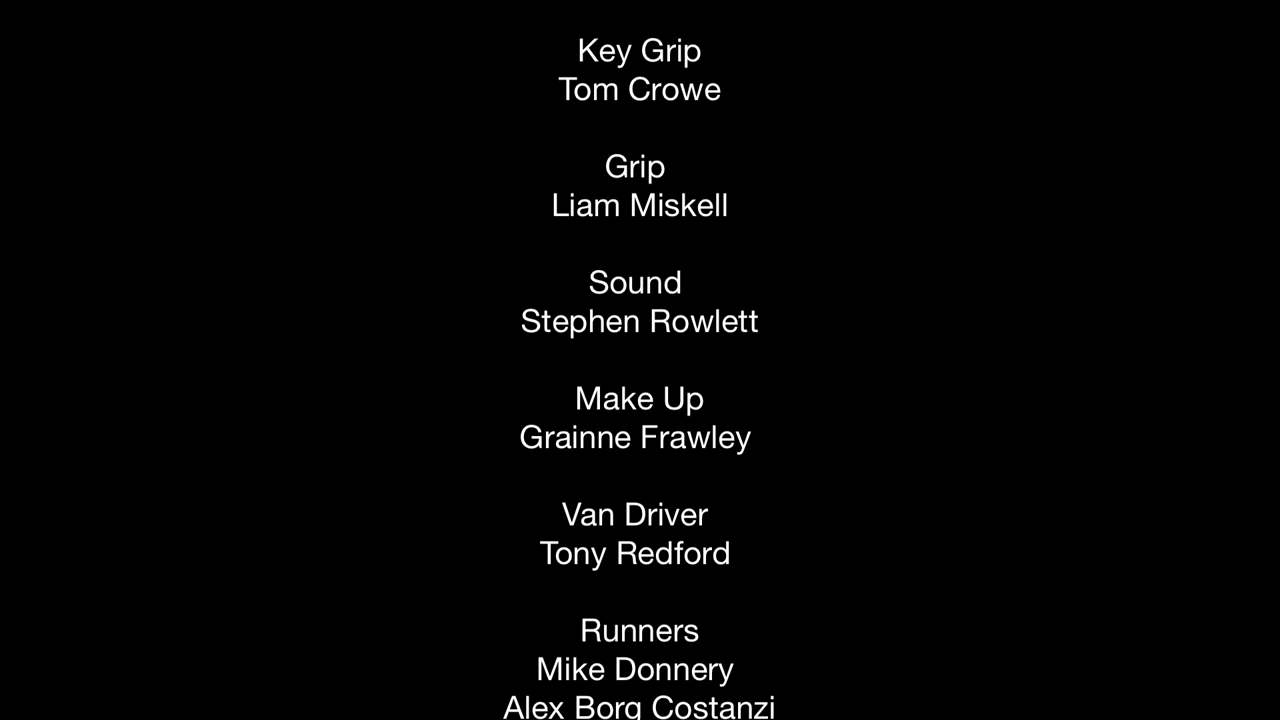 Key Grip
Tom Crowe
Grip
Liam Miskell
Sound
Stephen Rowlett
Make Up
Grainne Frawley
Van Driver
Tony Redford
Runners
Mike Donnery
Alex Borg Costanzi